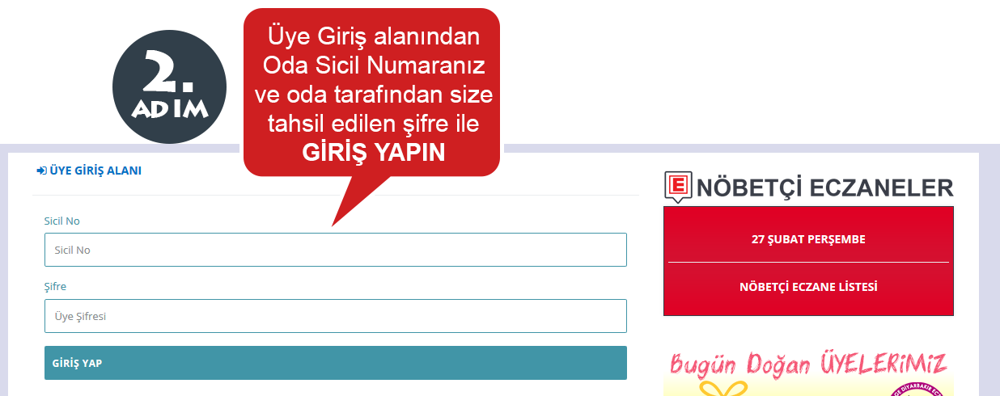 2.
ADIM
Üye Giriş alanından
Oda Sicil Numaranız
ve oda tarafından size
tahsil edilen şifre ile
GİRİŞ YAPIN
ÜYE GİRİŞ ALANI
Sicil No
Sicil No
Şifre
Üye Şifresi
GİRİŞ YAP
E NÖBETÇİ ECZANELER
27 ŞUBAT PERŞEMBE
NÖBETÇİ ECZANE LİSTESİ
Bugün Doğan ÜYELERİMİZ
DİYARBAKIR